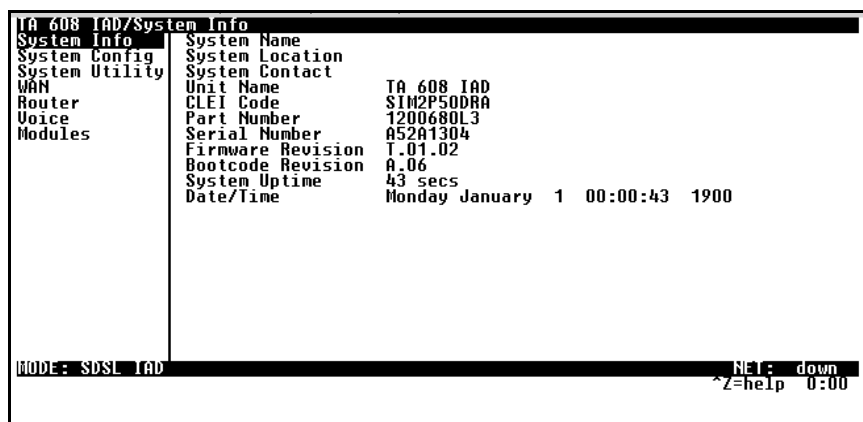 TA 608 IAD/System Info
System Info System Name
System Config System Location
System Utility System Contact
WAN Unit Name TA 608 IAD
Router CLEI Code SIM2P50DRA
Voice Part Number 1200680L3
Modules Serial Number A52A1304
Firmware Revision T.01.02
Bootcode Revision A.06
System Uptime 43 secs
Date/Time Monday January 1 00:00:43 1900
MODE: SDSL IAD NET: down
^Z=help 0:00